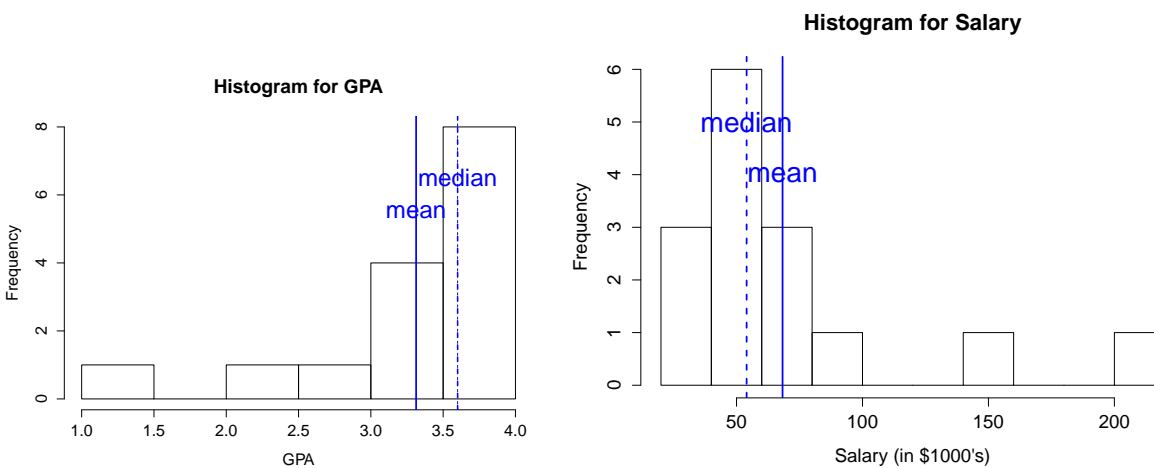 Histogram for GPA
Frequency
8
6
4
2
0
median
mean
1.0 1.5 2.0 2.5 3.0 3.5 4.0
GPA
Histogram for Salary
Frequency
6
5
4
3
2
1
0
median
mean
50 100 150 200
Salary (in $1000's)